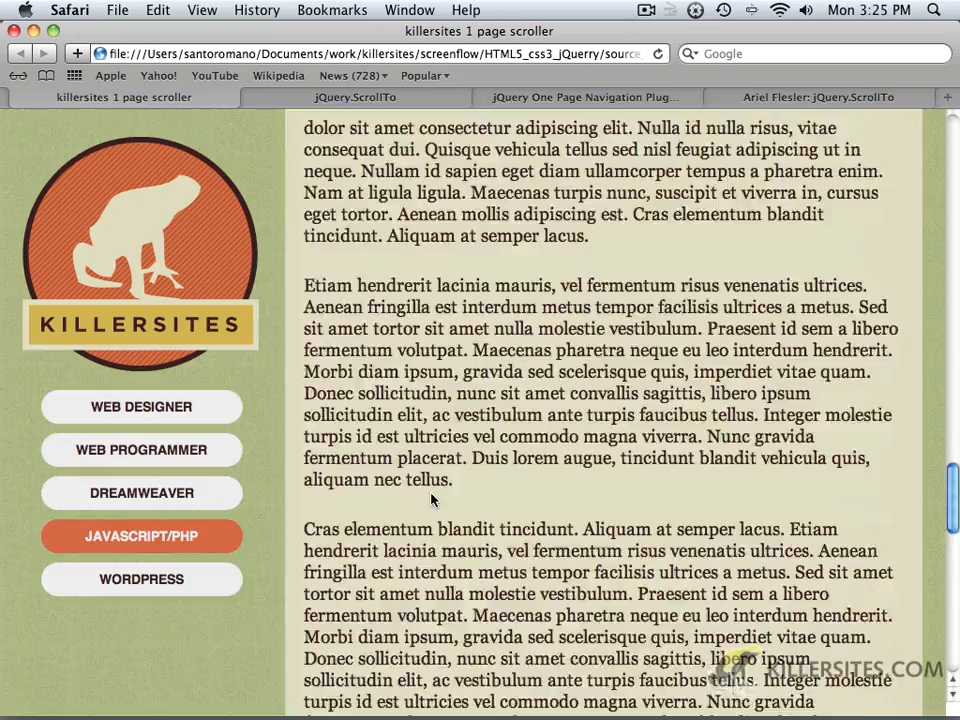 Safari File Edit View History Bookmarks Window Help Mon 3:25 PM
killersites 1 page scroller
file:///Users/santoromano/Documents/work/killersites/screenflow/HTML5_css3_jQuerry/source_ Google
Apple Yahoo! YouTube Wikipedia News (728) Popular
killersites 1 page scroller jQuery.ScrollTo jQuery One Page Navigation Plug... Ariel Flesler: jQuery.ScrollTo
KILLERSITES
WEB DESIGNER
WEB PROGRAMMER
DREAMWEAVER
JAVASCRIPT/PHP
WORDPRESS
dolor sit amet consectetur adipiscing elit. Nulla id nulla risus, vitae
consequat dui. Quisque vehicula tellus sed nisl feugiat adipiscing ut in
neque. Nullam id sapien eget diam ullamcorper tempus a pharetra enim.
Nam at ligula ligula. Maecenas turpis nunc, suscipit et viverra in, cursus
eget tortor. Aenean mollis adipiscing est. Cras elementum blandit
tincidunt. Aliquam at semper lacus.
Etiam hendrerit lacinia mauris, vel fermentum risus venenatis ultrices.
Aenean fringilla est interdum metus tempor facilisis ultrices a metus. Sed
sit amet tortor sit amet nulla molestie vestibulum. Praesent id sem a libero
fermentum volutpat. Maecenas pharetra neque eu leo interdum hendrerit.
Morbi diam ipsum, gravida sed scelerisque quis, imperdiet vitae quam.
Donec sollicitudin, nunc sit amet convallis sagittis, libero ipsum
sollicitudin elit, ac vestibulum ante turpis faucibus tellus. Integer molestie
turpis id est ultricies vel commodo magna viverra. Nunc gravida
fermentum placerat. Duis lorem augue, tincidunt blandit vehicula quis,
aliquam nec tellus.
Cras elementum blandit tincidunt. Aliquam at semper lacus. Etiam
hendrerit lacinia mauris, vel fermentum risus venenatis ultrices. Aenean
fringilla est interdum metus tempor facilisis ultrices a metus. Sed sit amet
tortor sit amet nulla molestie vestibulum. Praesent id sem a libero
fermentum volutpat. Maecenas pharetra neque eu leo interdum hendrerit.
Morbi diam ipsum, gravida sed scelerisque quis, imperdiet vitae quam.
Donec sollicitudin, nunc sit amet convallis sagittis, libero ipsum
sollicitudin elit, ac vestibulum ante turpis faucibus tellus. Integer molestie
turpis id est ultricies vel commodo magna viverra. Nunc gravida
KILLERSITES.COM